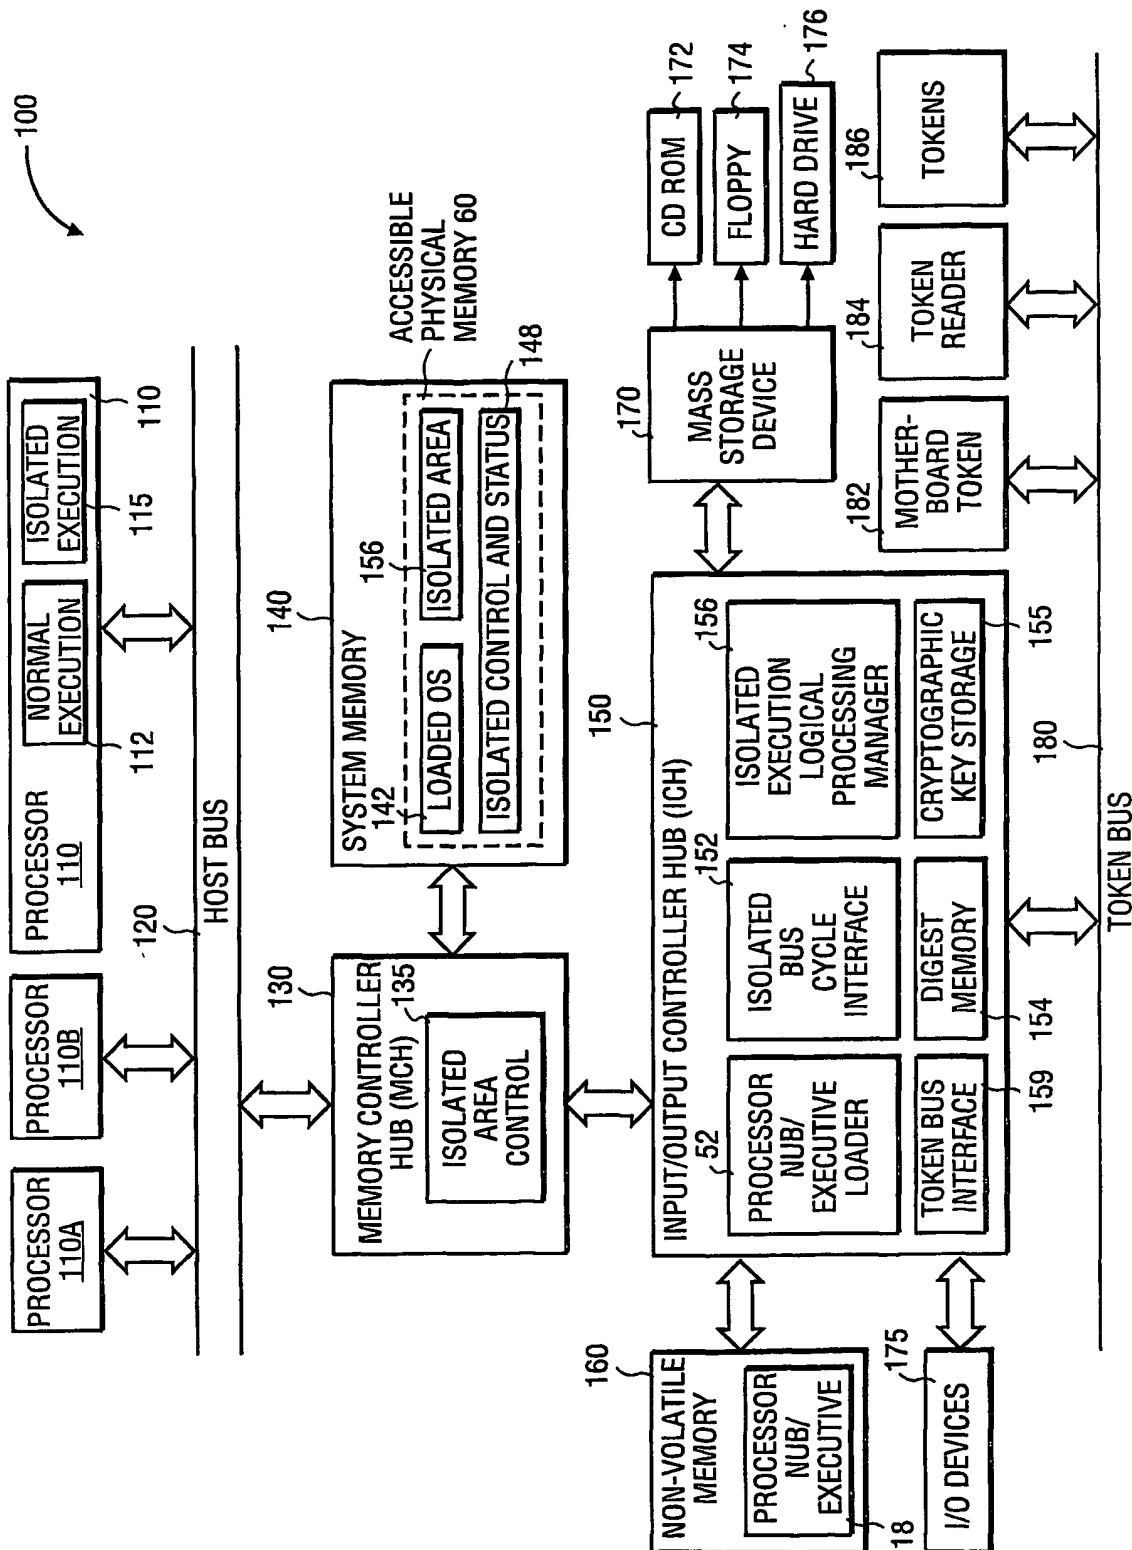 100
PROCESSOR
110A
PROCESSOR
110B
PROCESSOR
110
NORMAL
EXECUTION
112
ISOLATED
EXECUTION
115
110
120
HOST BUS
130
MEMORY CONTROLLER
HUB (MCH)
135
ISOLATED
AREA
CONTROL
140
SYSTEM MEMORY
142
LOADED OS
156
ISOLATED AREA
ISOLATED CONTROL AND STATUS
148
ACCESSIBLE
PHYSICAL
MEMORY 60
150
INPUT/OUTPUT CONTROLLER HUB (ICH)
52
PROCESSOR
NUB/
EXECUTIVE
LOADER
152
ISOLATED
BUS
CYCLE
INTERFACE
156
ISOLATED
EXECUTION
LOGICAL
PROCESSING
MANAGER
TOKEN BUS
INTERFACE
159
DIGEST
MEMORY
154
CRYPTOGRAPHIC
KEY STORAGE
155
160
NON-VOLATILE
MEMORY
PROCESSOR
NUB/
EXECUTIVE
18
175
I/O DEVICES
170
MASS
STORAGE
DEVICE
CD ROM
172
FLOPPY
174
HARD DRIVE
176
182
MOTHER-
BOARD
TOKEN
184
TOKEN
READER
186
TOKENS
180
TOKEN BUS